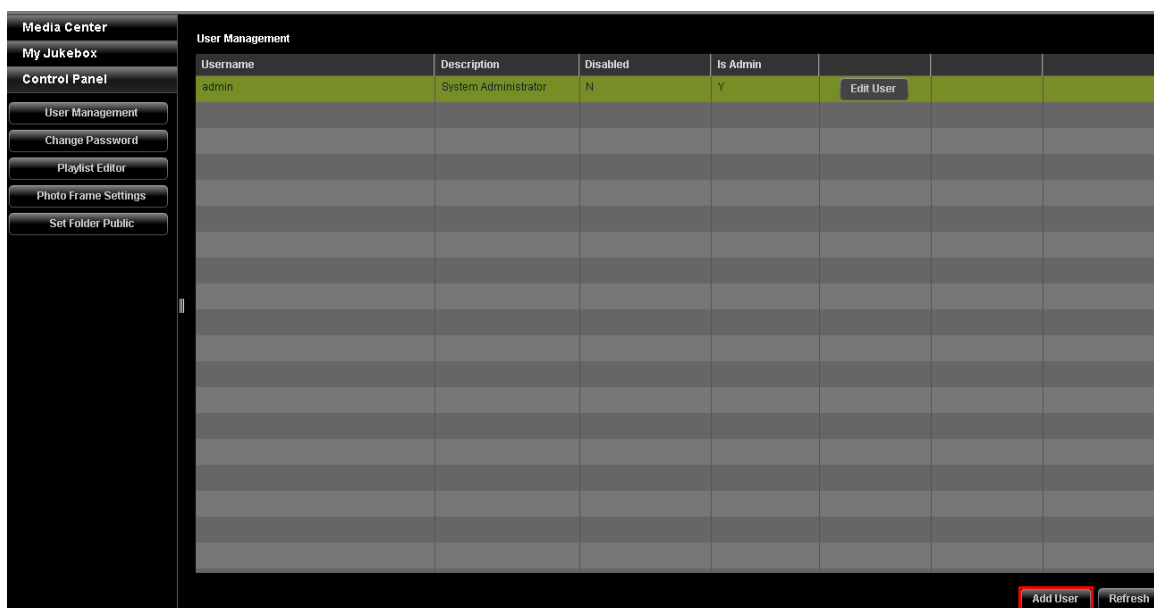 Media Center
My Jukebox
Control Panel
User Management
Change Password
Playlist Editor
Photo Frame Settings
Set Folder Public
User Management
Username Description Disabled Is Admin
admin System Administrator N Y Edit User
Add User Refresh